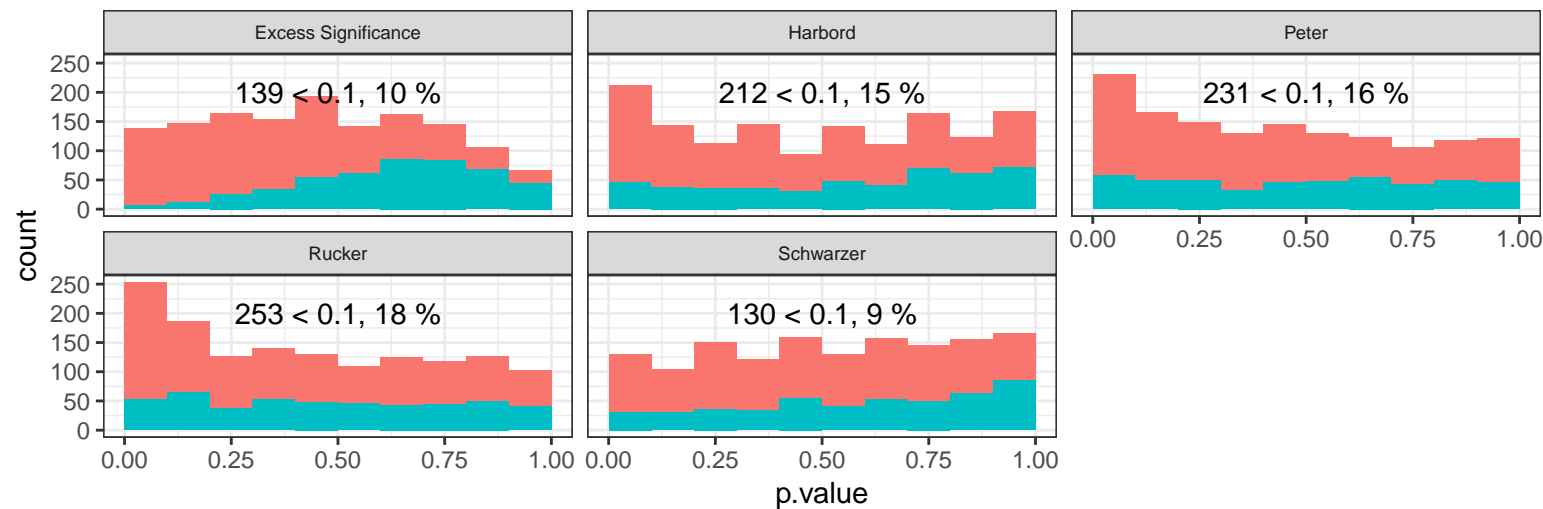 Excess Significance
Harbord
Peter
250
200
150
100
50
0
139 < 0.1, 10 %
212 < 0.1, 15 %
231 < 0.1, 16 %
0.00 0.25 0.50 0.75 1.00
count
Rucker
Schwarzer
250
200
150
100
50
0
253 < 0.1, 18 %
130 < 0.1, 9 %
0.00 0.25 0.50 0.75 1.00
0.00 0.25 0.50 0.75 1.00
p.value